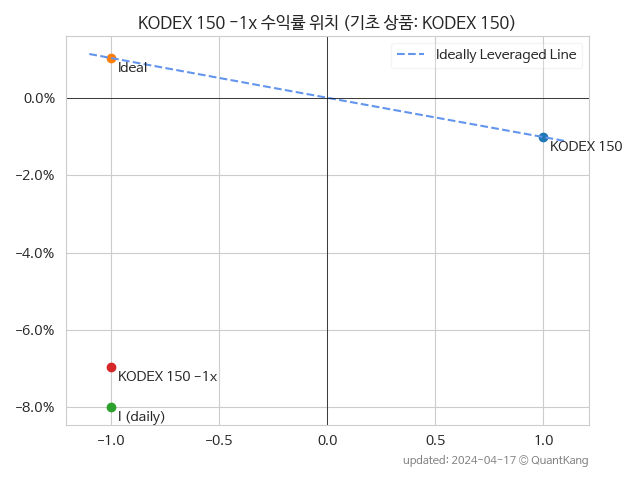 KODEX 150 -1x 수익률 위치 (기초 상품: KODEX 150)
Ideally Leveraged Line
Ideal
0.0%
KODEX 150
-2.0%
-4.0%
-6.0%
KODEX 150 -1x
-8.0%
I (daily)
-1.0 -0.5 0.0 0.5 1.0
updated: 2024-04-17 © QuantKang